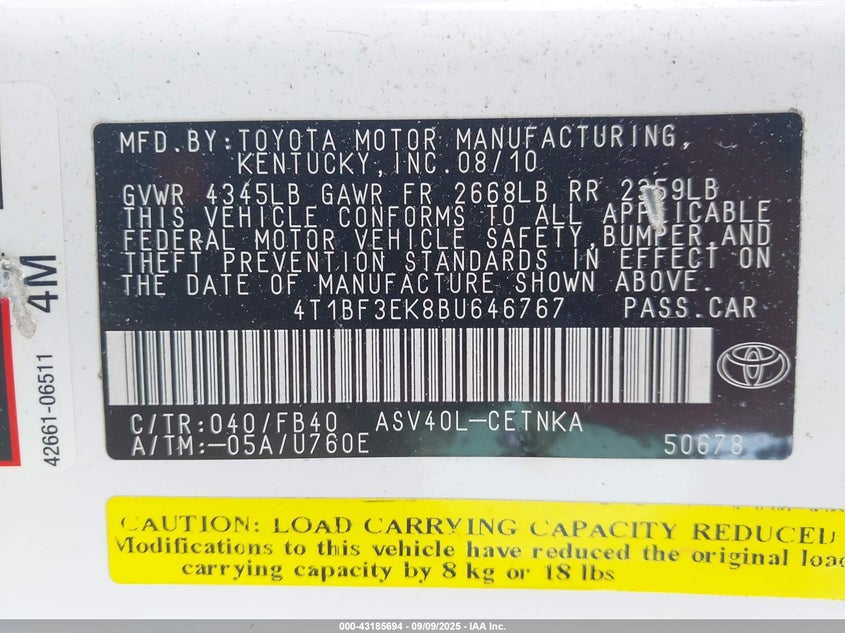 MFD.BY:TOYOTA MOTOR MANUFACTURING,
KENTUCKY,INC.08/10
GVWR 4345LB GAWR FR 2668LB RR 2359LB
THIS VEHICLE CONFORMS TO ALL APPLICABLE
FEDERAL MOTOR VEHICLE SAFETY,BUMPER,AND
THEFT PREVENTION STANDARDS IN EFFECT ON
THE DATE OF MANUFACTURE SHOWN ABOVE.
4T1BF3EK8BU646767 PASS.CAR
C/TR:040/FB40 ASV40L-CETNKA
A/TM:-05A/U760E 50678
4M
42661-06511
CAUTION: LOAD CARRYING CAPACITY REDUCED
Modifications to this vehicle have reduced the original load
carrying capacity by 8 kg or 18 lbs
000-43185694 - 09/09/2025 - IAA Inc.